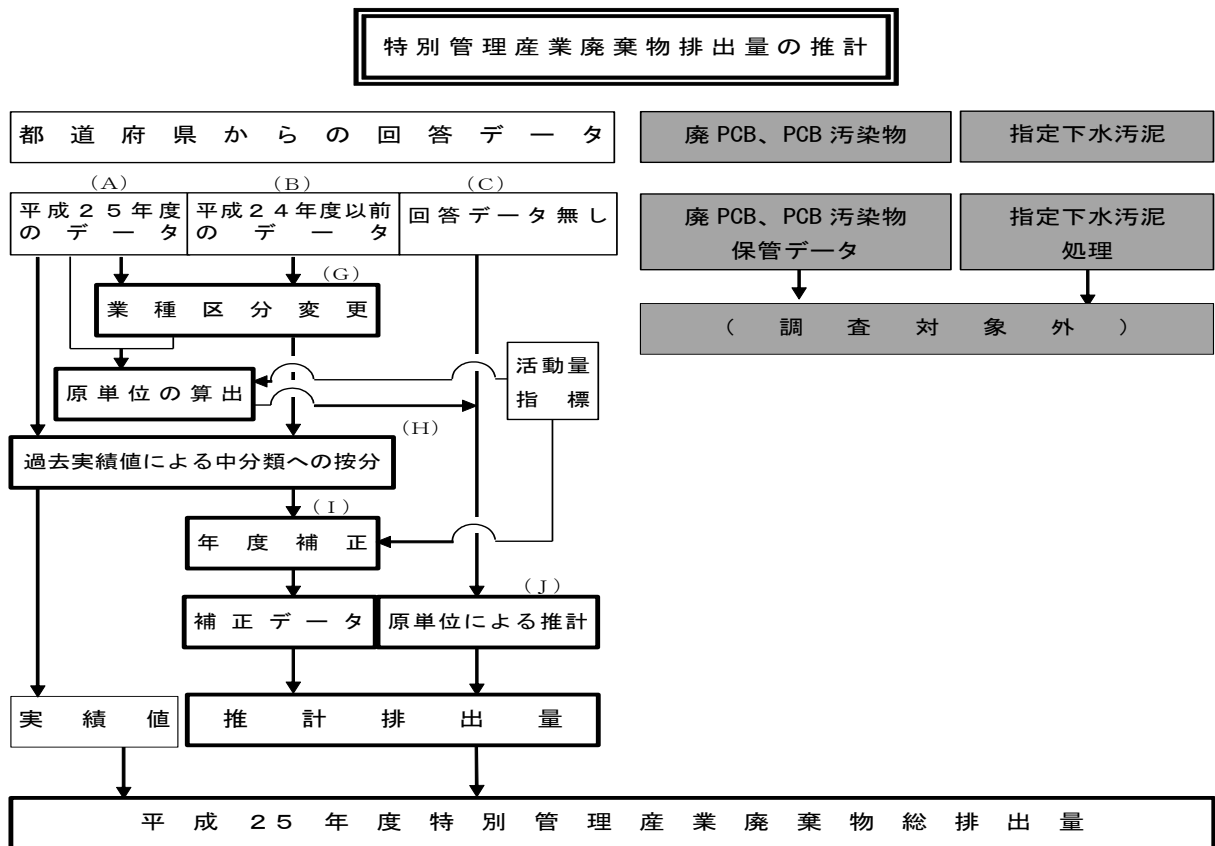 特別管理産業廃棄物排出量の推計
都道府県からの回答データ
廃PCB、PCB汚染物
指定下水汚泥
(A)
(B)
(C)
平成25年度
のデータ
平成24年度以前
のデータ
回答データ無し
廃PCB、PCB汚染物
保管データ
指定下水汚泥
処理
(G)
業種区分変更
(調査対象外)
原単位の算出
活動量
指標
(H)
過去実績値による中分類への按分
(I)
年度補正
(J)
補正データ
原単位による推計
実績値
推計排出量
平成25年度特別管理産業廃棄物総排出量